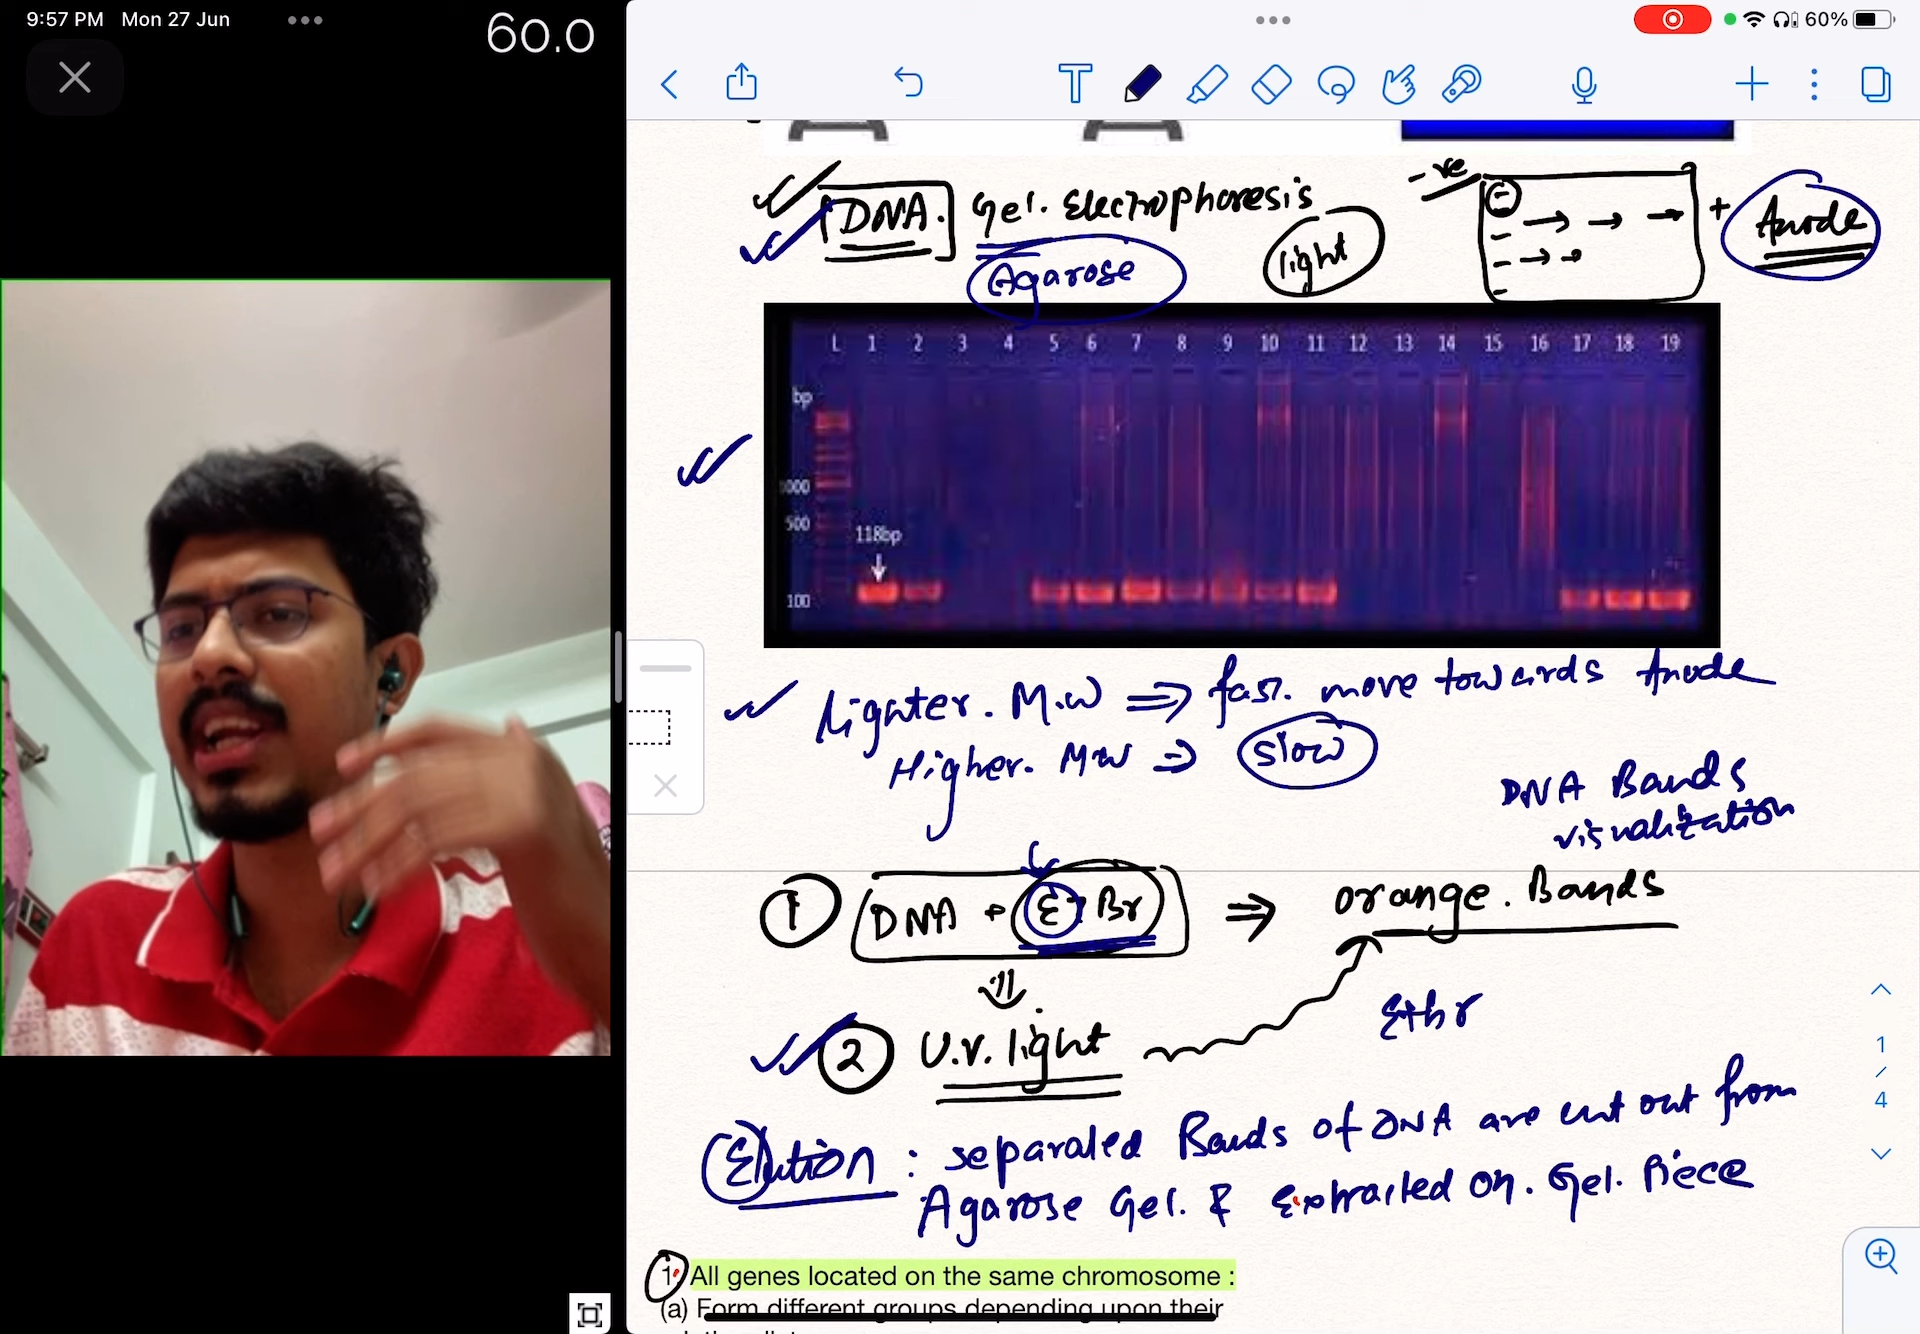 9:57 PM Mon 27 Jun
60.0
60%
T
DNA. Gel. Electrophoresis
Agarose
light
-ve
+ Anode
L 1 2 3 4 5 6 7 8 9 10 11 12 13 14 15 16 17 18 19
bp
1000
500
118bp
100
Lighter. M.W ⇒ fast. move towards Anode
Higher. MW ⇒ slow
DNA Bands
visualization
1 DNA + EtBr ⇒ orange. Bands
2 U.V. light
Ethr
Elution : separated Bands of DNA are cut out from
Agarose Gel. & Extracted on. Gel. Piece
1. All genes located on the same chromosome :
(a) Form different groups depending upon their
1
/
4